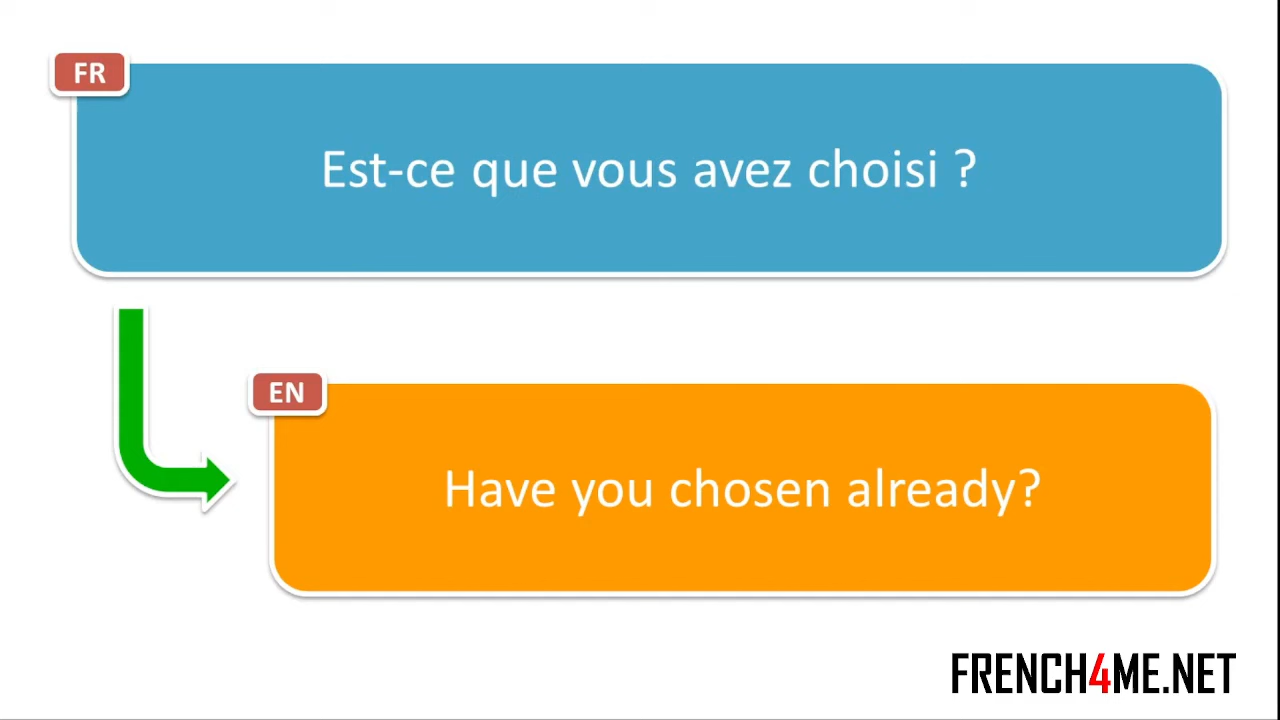 FR
Est-ce que vous avez choisi ?
EN
Have you chosen already?
FRENCH4ME.NET